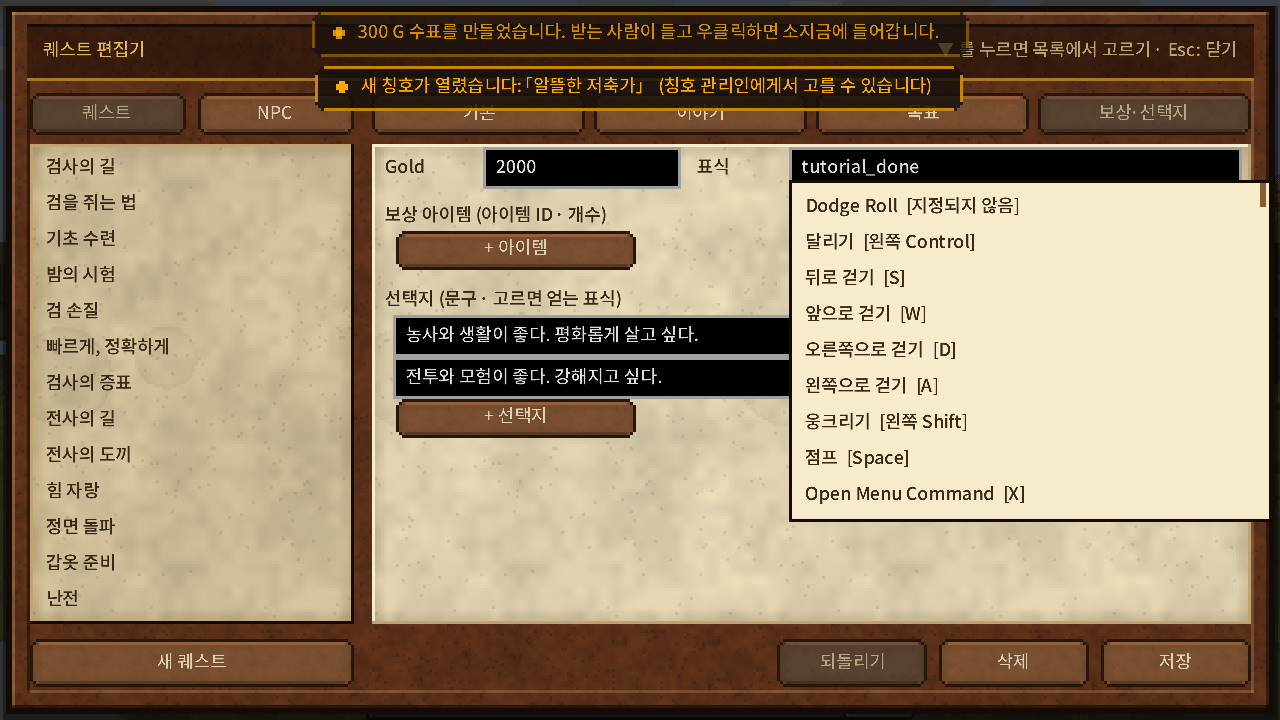 300 G 수표를 만들었습니다. 받는 사람이 들고 우클릭하면 소지금에 들어갑니다.
퀘스트 편집기
▼를 누르면 목록에서 고르기 · Esc: 닫기
새 칭호가 열렸습니다: 「알뜰한 저축가」 (칭호 관리인에게서 고를 수 있습니다)
퀘스트
NPC
기본
이야기
목표
보상·선택지
검사의 길
검을 쥐는 법
기초 수련
밤의 시험
검 손질
빠르게, 정확하게
검사의 증표
전사의 길
전사의 도끼
힘 자랑
정면 돌파
갑옷 준비
난전
Gold
2000
표식
tutorial_done
보상 아이템 (아이템 ID · 개수)
+ 아이템
선택지 (문구 · 고르면 얻는 표식)
농사와 생활이 좋다. 평화롭게 살고 싶다.
전투와 모험이 좋다. 강해지고 싶다.
+ 선택지
Dodge Roll [지정되지 않음]
달리기 [왼쪽 Control]
뒤로 걷기 [S]
앞으로 걷기 [W]
오른쪽으로 걷기 [D]
왼쪽으로 걷기 [A]
웅크리기 [왼쪽 Shift]
점프 [Space]
Open Menu Command [X]
새 퀘스트
되돌리기
삭제
저장